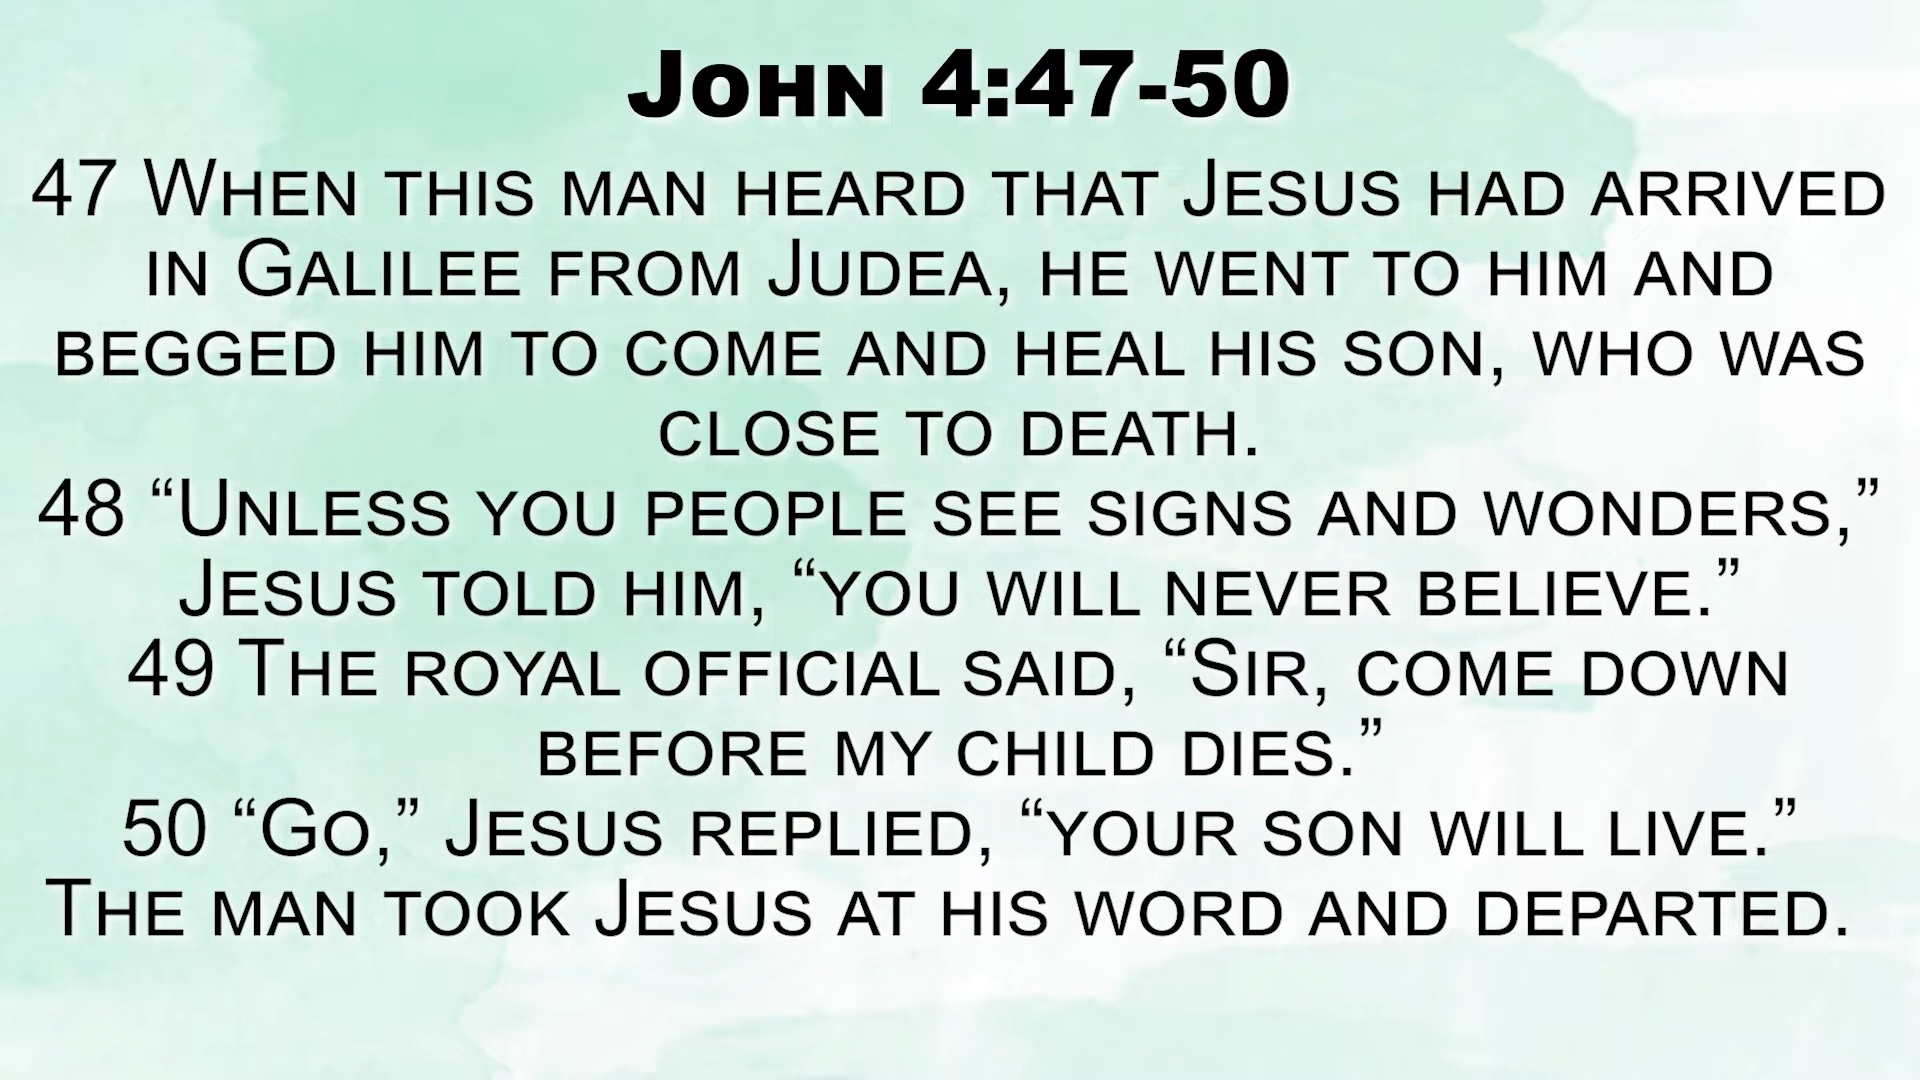 John 4:47-50
47 When this man heard that Jesus had arrived
in Galilee from Judea, he went to him and
begged him to come and heal his son, who was
close to death.
48 “Unless you people see signs and wonders,”
Jesus told him, “you will never believe.”
49 The royal official said, “Sir, come down
before my child dies.”
50 “Go,” Jesus replied, “your son will live.”
The man took Jesus at his word and departed.